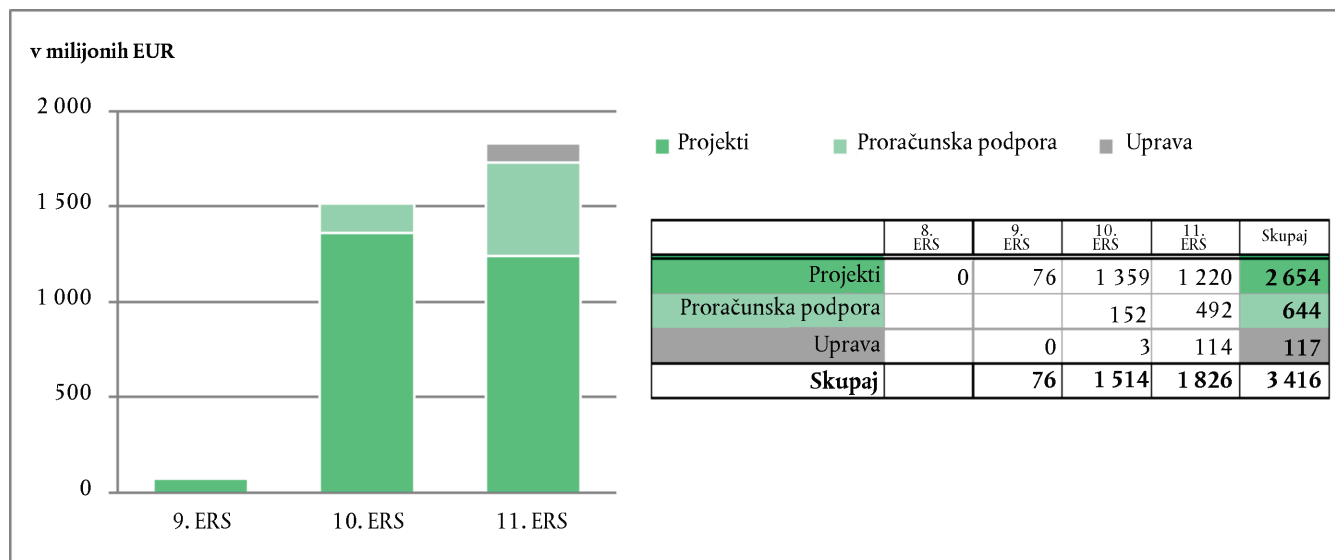 v milijonih EUR
2 000
1 500
1 000
500
0
9. ERS 10. ERS 11. ERS
Projekti Proračunska podpora Uprava
8. ERS 9. ERS 10. ERS 11. ERS Skupaj
Projekti 0 76 1 359 1 220 2 654
Proračunska podpora 152 492 644
Uprava 0 3 114 117
Skupaj 76 1 514 1 826 3 416